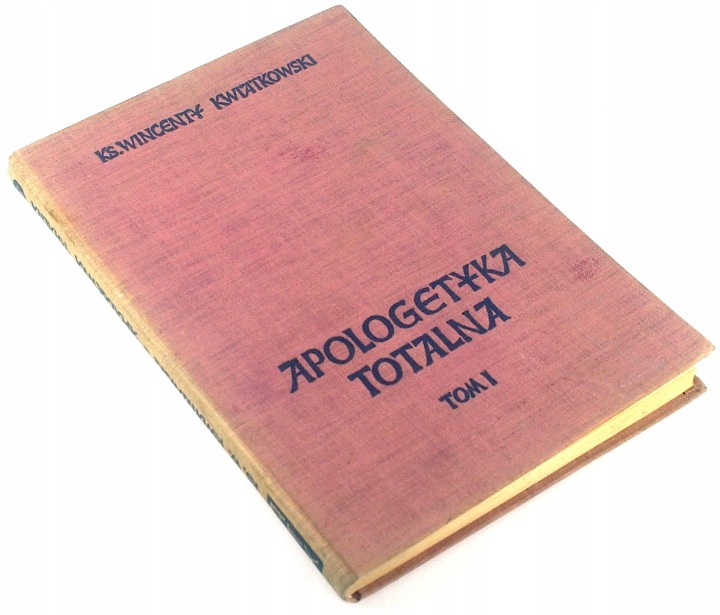 KS. WINCENTY KWIATKOWSKI
APOLOGETYKA
TOTALNA
TOM. I